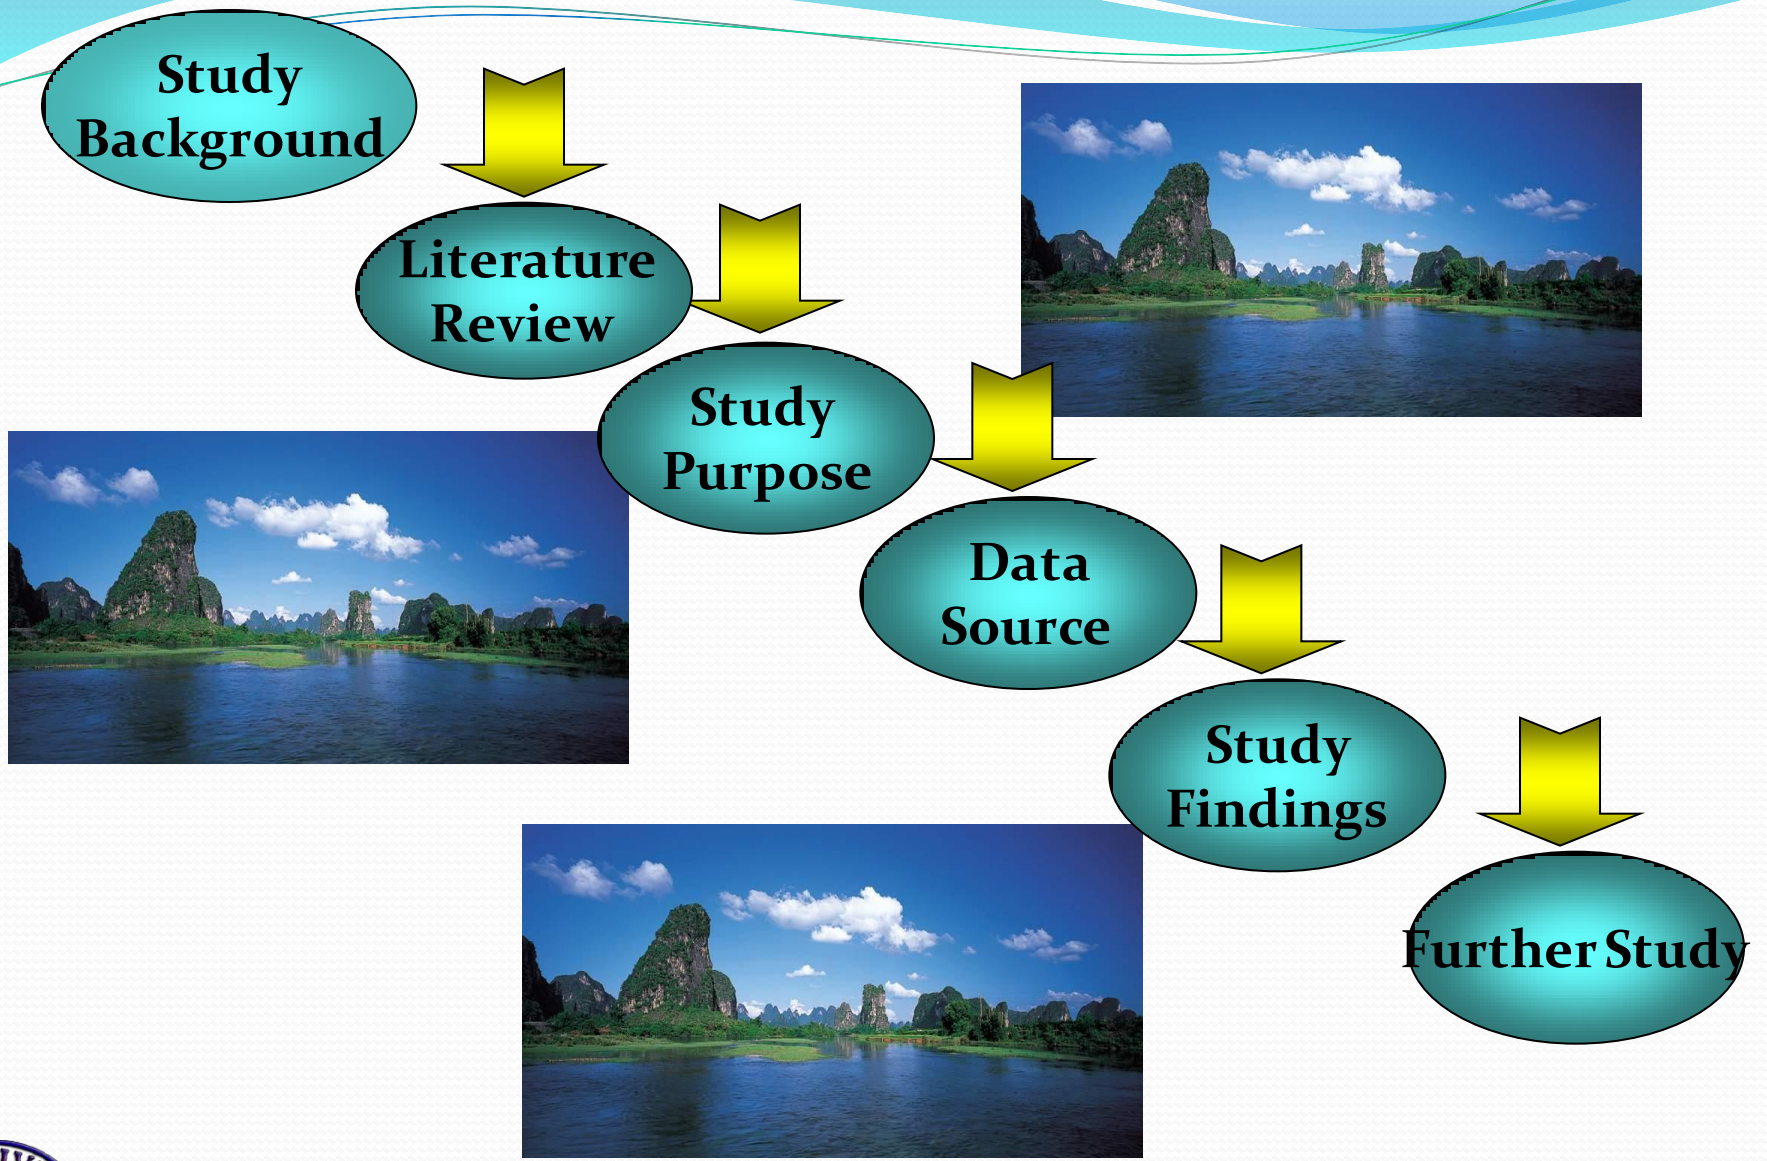 Study
Background
Literature
Review
Study
Purpose
Data
Source
Study
Findings
Further Study